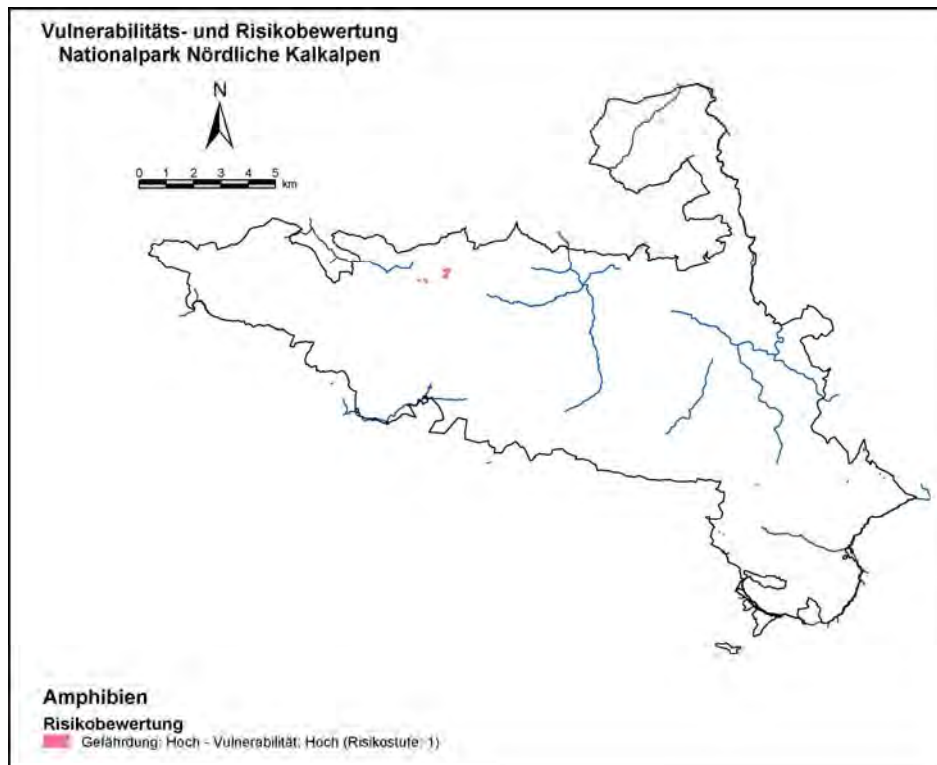 Vulnerabilitäts- und Risikobewertung
Nationalpark Nördliche Kalkalpen
N
0 1 2 3 4 5
km
Amphibien
Risikobewertung
Gefährdung: Hoch - Vulnerabilität: Hoch (Risikostufe: 1)